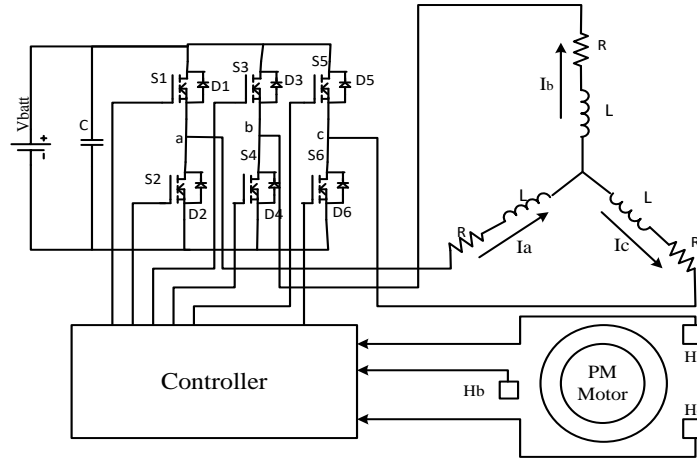 S1
D1
S3
D3
S5
D5
Vbatt
+
-
C
a
b
c
S2
D2
S4
D4
S6
D6
R
L
Ib
L
R
Ia
L
R
Ic
Controller
Hb
PM
Motor
H
H